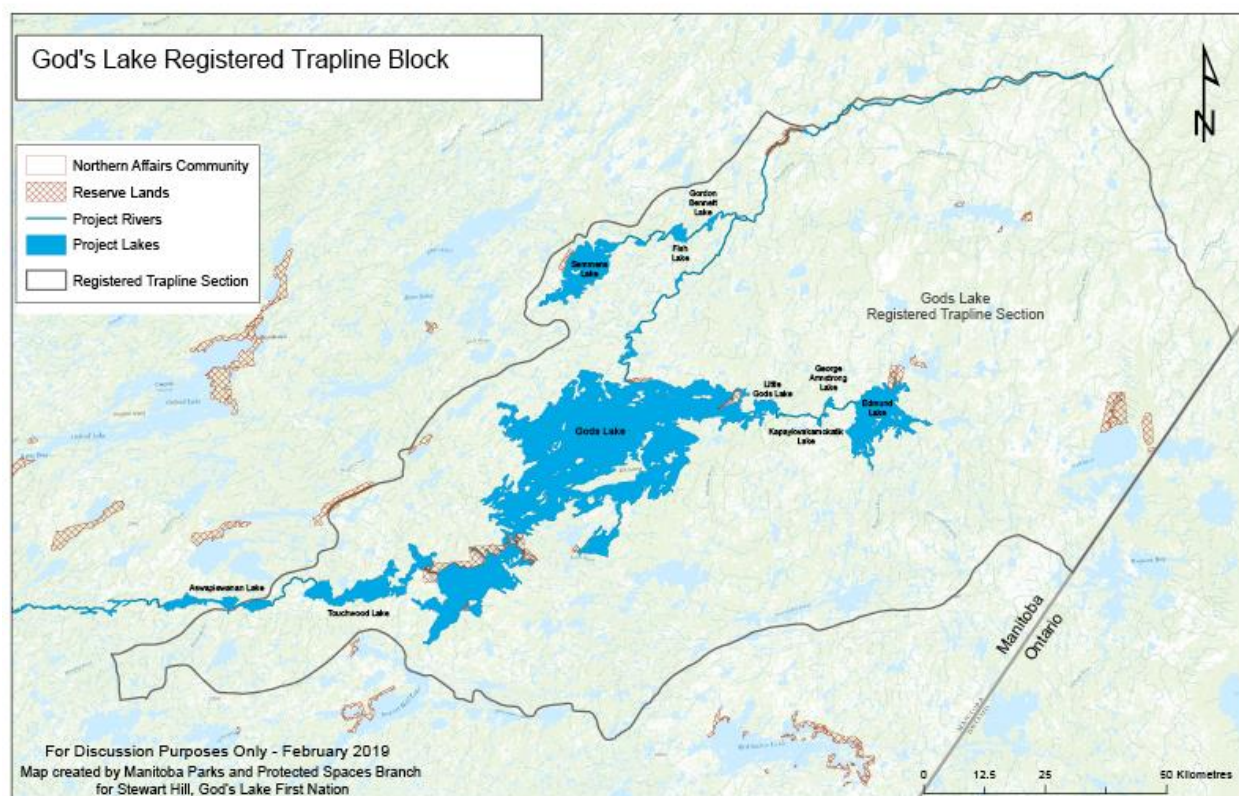 God's Lake Registered Trapline Block
Northern Affairs Community
Reserve Lands
Project Rivers
Project Lakes
Registered Trapline Section
N
Gordon
Bennett
Lake
Fish
Lake
Semmens
Lake
Gods Lake
Registered Trapline Section
George
Armstrong
Lake
Little
Gods Lake
Edmund
Lake
Gods Lake
Lake
Touchwood Lake
Manitoba
Ontario
MANITOBA
ONTARIO
For Discussion Purposes Only - February 2019
Map created by Manitoba Parks and Protected Spaces Branch
for Stewart Hill, God's Lake First Nation
0 12.5 25 50 Kilometres